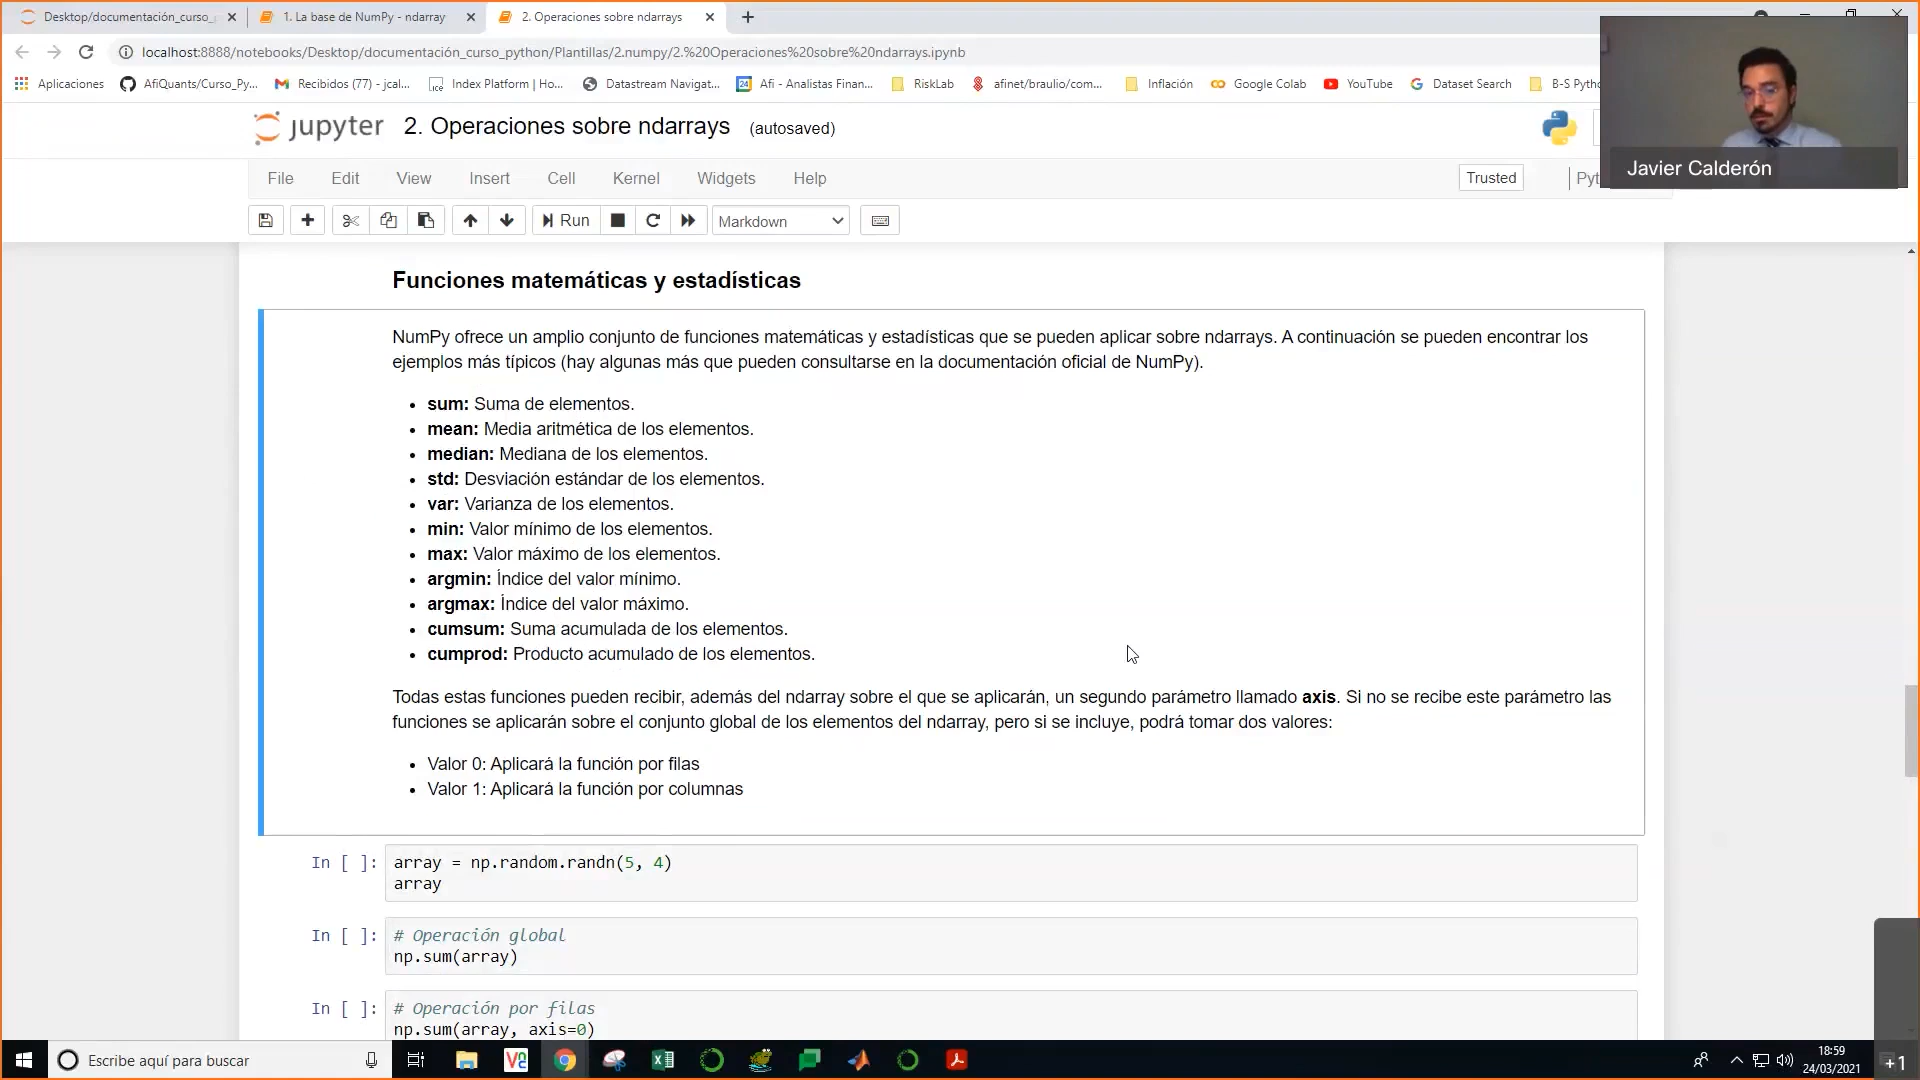 Desktop/documentación_curso_
1. La base de NumPy - ndarray
2. Operaciones sobre ndarrays
localhost:8888/notebooks/Desktop/documentación_curso_python/Plantillas/2.numpy/2.%20Operaciones%20sobre%20ndarrays.ipynb
Aplicaciones
AfiQuants/Curso_Py...
Recibidos (77) - jcal...
Index Platform | Ho...
Datastream Navigat...
Afi - Analistas Finan...
RiskLab
afinet/braulio/com...
Inflación
Google Colab
YouTube
Dataset Search
B-S Pytho
jupyter 2. Operaciones sobre ndarrays (autosaved)
Javier Calderón
File Edit View Insert Cell Kernel Widgets Help
Trusted
Pyt
Run
Markdown
Funciones matemáticas y estadísticas
NumPy ofrece un amplio conjunto de funciones matemáticas y estadísticas que se pueden aplicar sobre ndarrays. A continuación se pueden encontrar los
ejemplos más típicos (hay algunas más que pueden consultarse en la documentación oficial de NumPy).
• sum: Suma de elementos.
• mean: Media aritmética de los elementos.
• median: Mediana de los elementos.
• std: Desviación estándar de los elementos.
• var: Varianza de los elementos.
• min: Valor mínimo de los elementos.
• max: Valor máximo de los elementos.
• argmin: Índice del valor mínimo.
• argmax: Índice del valor máximo.
• cumsum: Suma acumulada de los elementos.
• cumprod: Producto acumulado de los elementos.
Todas estas funciones pueden recibir, además del ndarray sobre el que se aplicarán, un segundo parámetro llamado axis. Si no se recibe este parámetro las
funciones se aplicarán sobre el conjunto global de los elementos del ndarray, pero si se incluye, podrá tomar dos valores:
• Valor 0: Aplicará la función por filas
• Valor 1: Aplicará la función por columnas
In [ ]: array = np.random.randn(5, 4)
array
In [ ]: # Operación global
np.sum(array)
In [ ]: # Operación por filas
np.sum(array, axis=0)
Escribe aquí para buscar
18:59
24/03/2021
+1